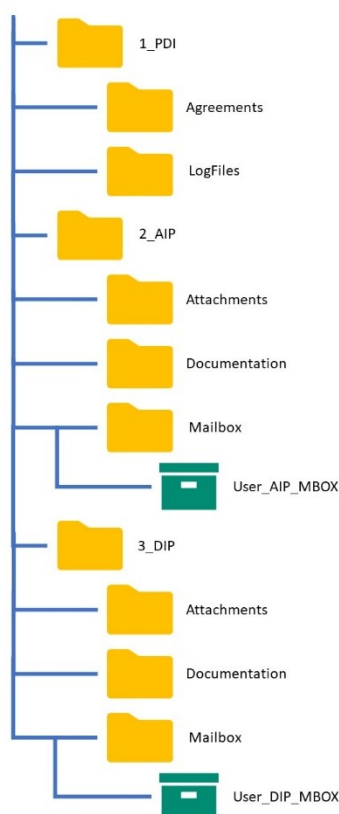 1_PDI
Agreements
LogFiles
2_AIP
Attachments
Documentation
Mailbox
User_AIP_MBOX
3_DIP
Attachments
Documentation
Mailbox
User_DIP_MBOX